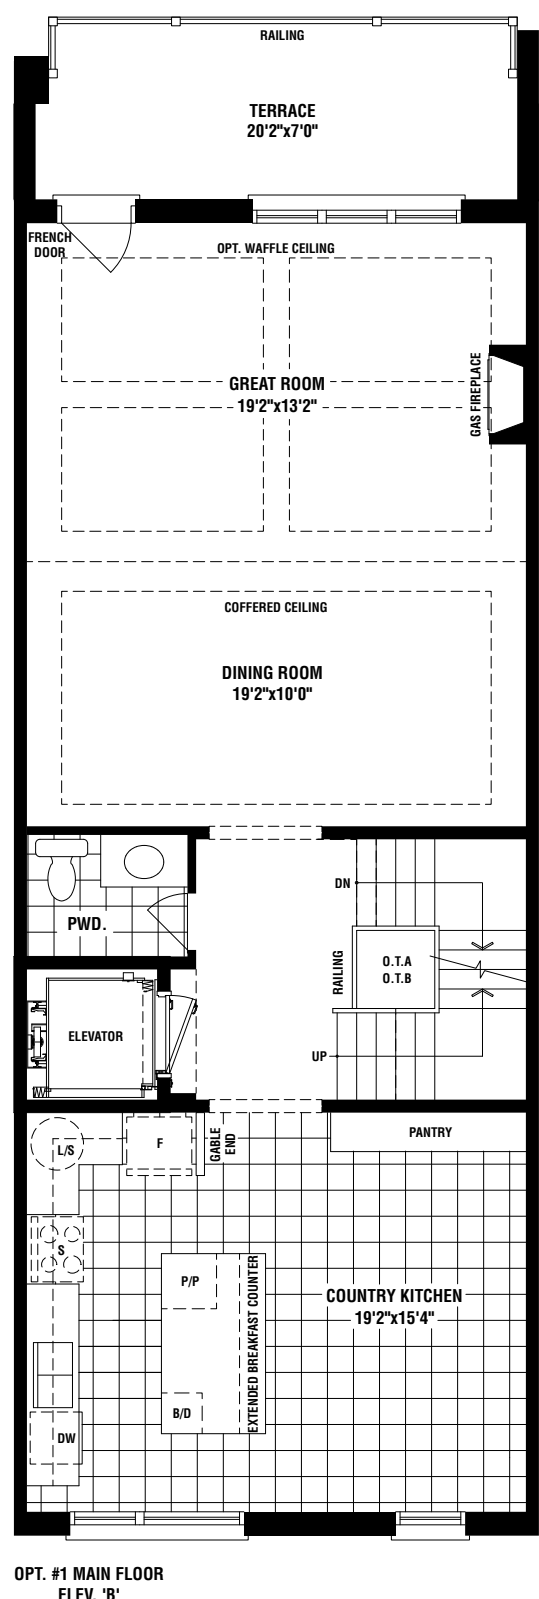 RAILING
TERRACE
20'2"x7'0"
FRENCH
DOOR
OPT. WAFFLE CEILING
GREAT ROOM
19'2"x13'2"
GAS FIREPLACE
COFFERED CEILING
DINING ROOM
19'2"x10'0"
DN
PWD.
RAILING
O.T.A
O.T.B
ELEVATOR
UP
L/S
F
GABLE
END
PANTRY
S
P/P
EXTENDED BREAKFAST COUNTER
COUNTRY KITCHEN
19'2"x15'4"
B/D
DW
OPT. #1 MAIN FLOOR
ELEV. 'B'